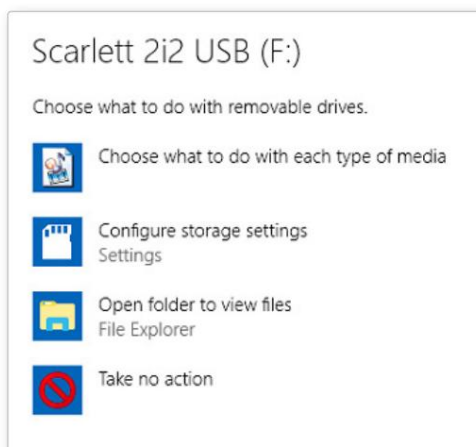 Scarlett 2i2 USB (F:)
Choose what to do with removable drives.
Choose what to do with each type of media
Configure storage settings
Settings
Open folder to view files
File Explorer
Take no action